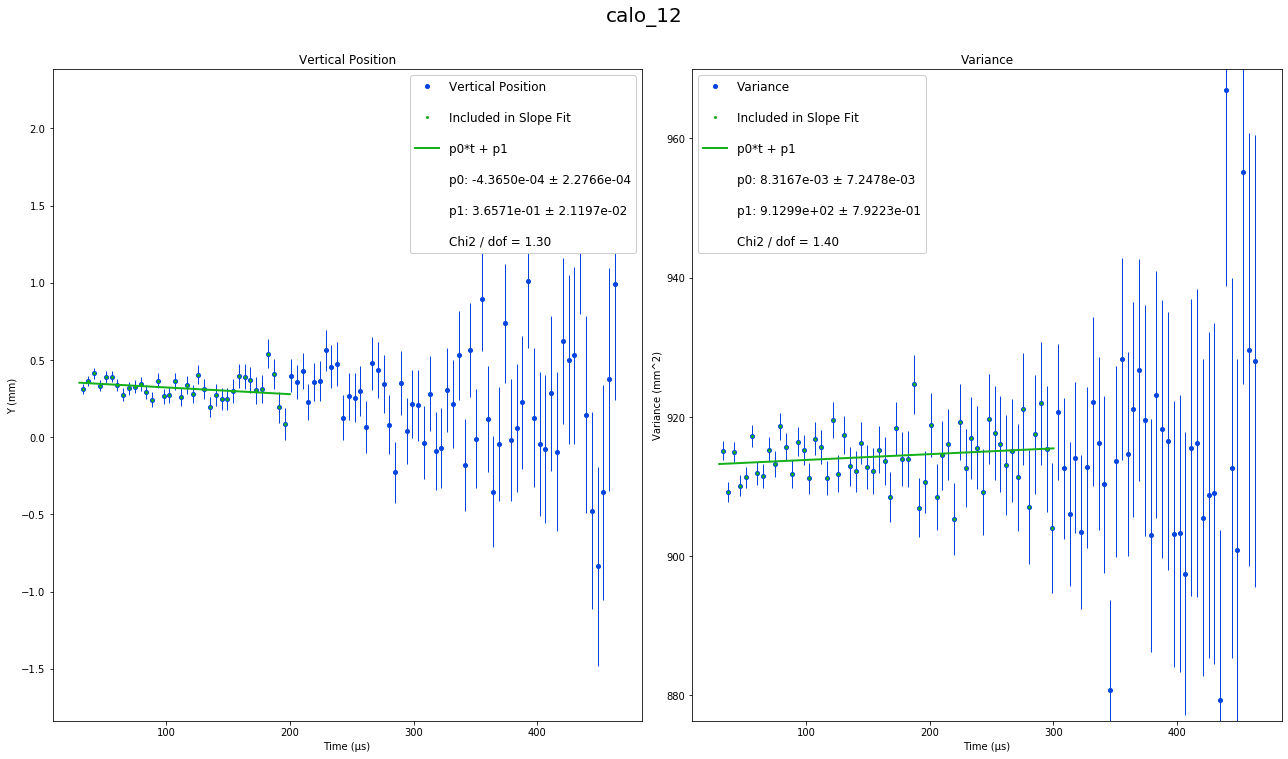 calo_12
Vertical Position
Vertical Position
Included in Slope Fit
p0*t + p1
p0: -4.3650e-04 ± 2.2766e-04
p1: 3.6571e-01 ± 2.1197e-02
Chi2 / dof = 1.30
Y (mm)
2.0
1.5
1.0
0.5
0.0
−0.5
−1.0
−1.5
100
200
300
400
Time (µs)
Variance
Variance
Included in Slope Fit
p0*t + p1
p0: 8.3167e-03 ± 7.2478e-03
p1: 9.1299e+02 ± 7.9223e-01
Chi2 / dof = 1.40
Variance (mm^2)
960
940
920
900
880
100
200
300
400
Time (µs)